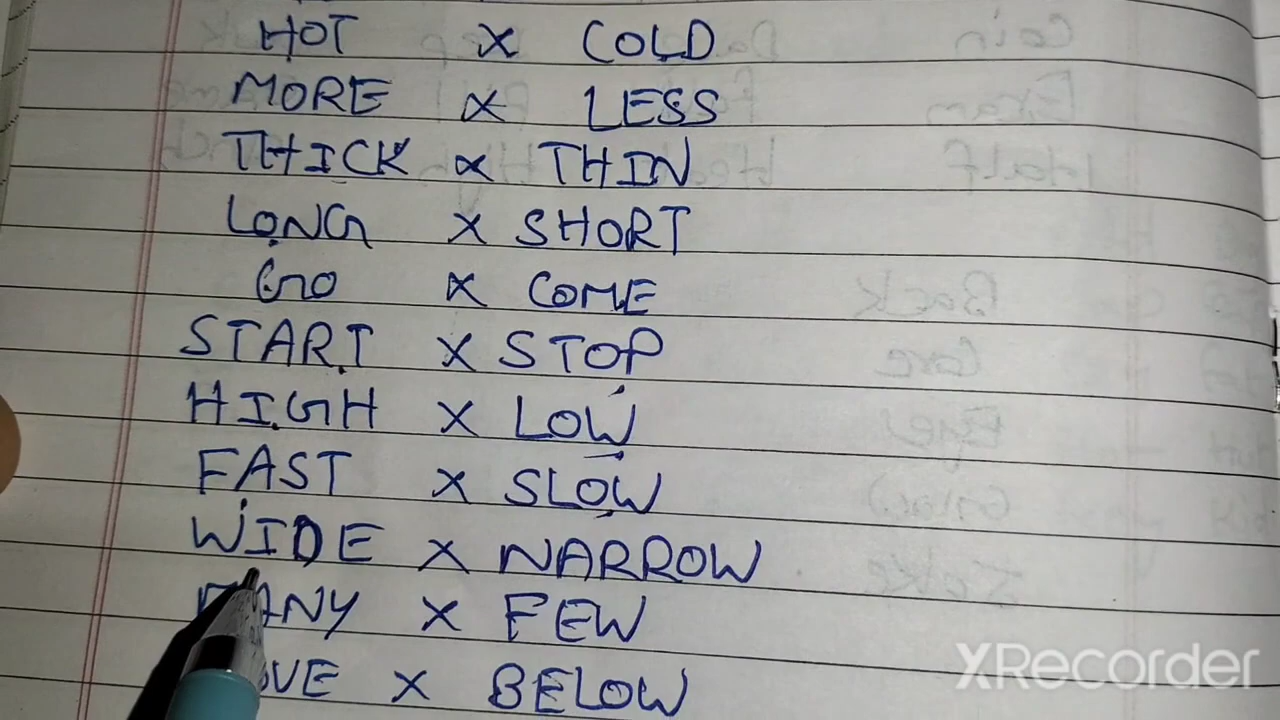 HOT X COLD
MORE X LESS
THICK X THIN
LONG X SHORT
GO X COME
START X STOP
HIGH X LOW
FAST X SLOW
WIDE X NARROW
MANY X FEW
X BELOW
XRecorder